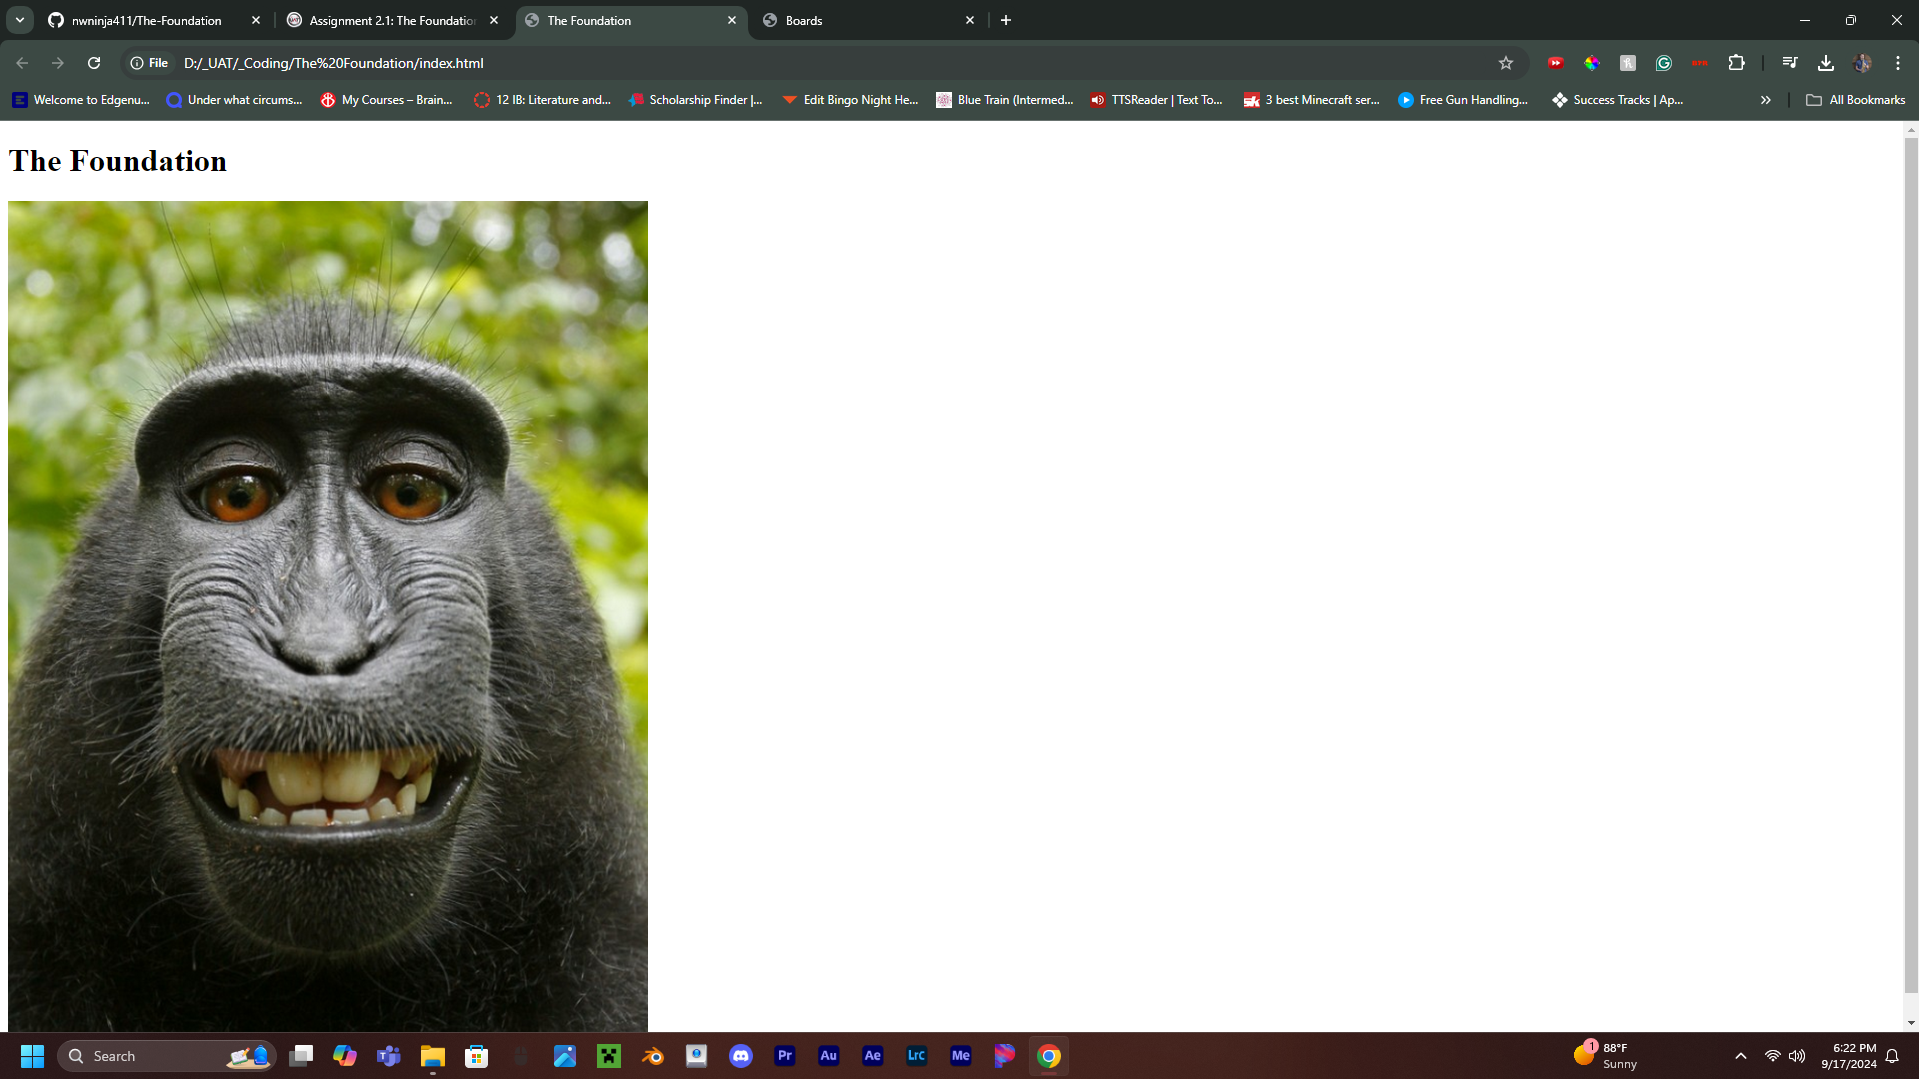 nwninja411/The-Foundation
Assignment 2.1: The Foundation
The Foundation
Boards
File
D:/_UAT/_Coding/The%20Foundation/index.html
Welcome to Edgenu...
Under what circums...
My Courses – Brain...
12 IB: Literature and...
Scholarship Finder |...
Edit Bingo Night He...
Blue Train (Intermed...
TTSReader | Text To...
3 best Minecraft ser...
Free Gun Handling...
Success Tracks | Ap...
All Bookmarks
The Foundation
Search
Pr
Au
Ae
Lrc
Me
1
88°F
Sunny
6:22 PM
9/17/2024